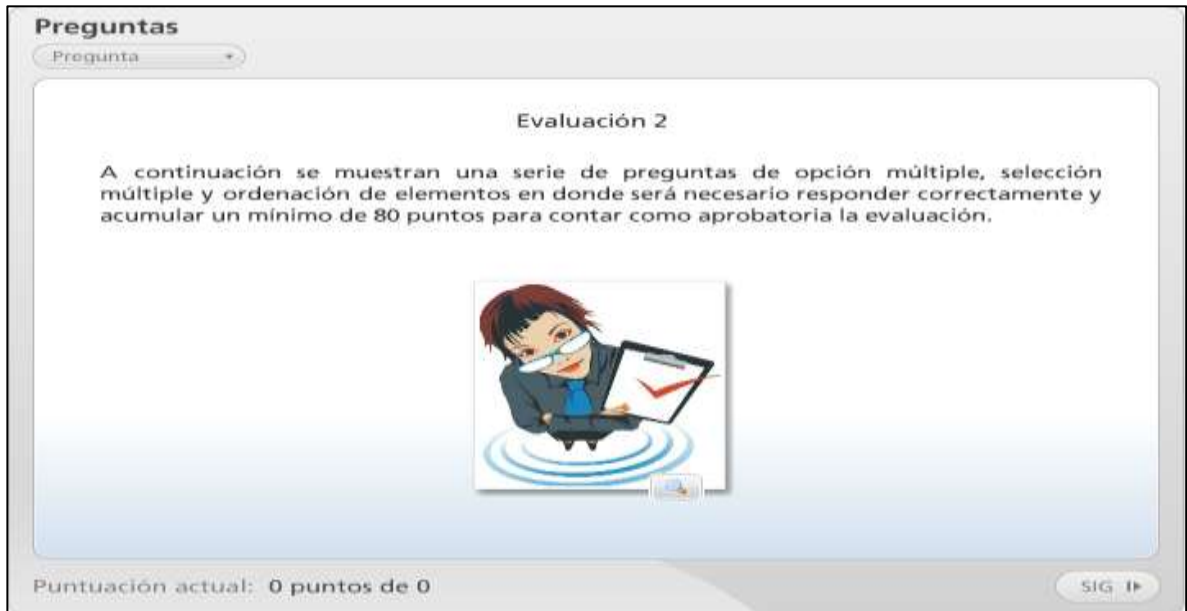 Preguntas
Pregunta
Evaluación 2
A continuación se muestran una serie de preguntas de opción múltiple, selección
múltiple y ordenación de elementos en donde será necesario responder correctamente y
acumular un mínimo de 80 puntos para contar como aprobatoria la evaluación.
Puntuación actual: 0 puntos de 0
SIG